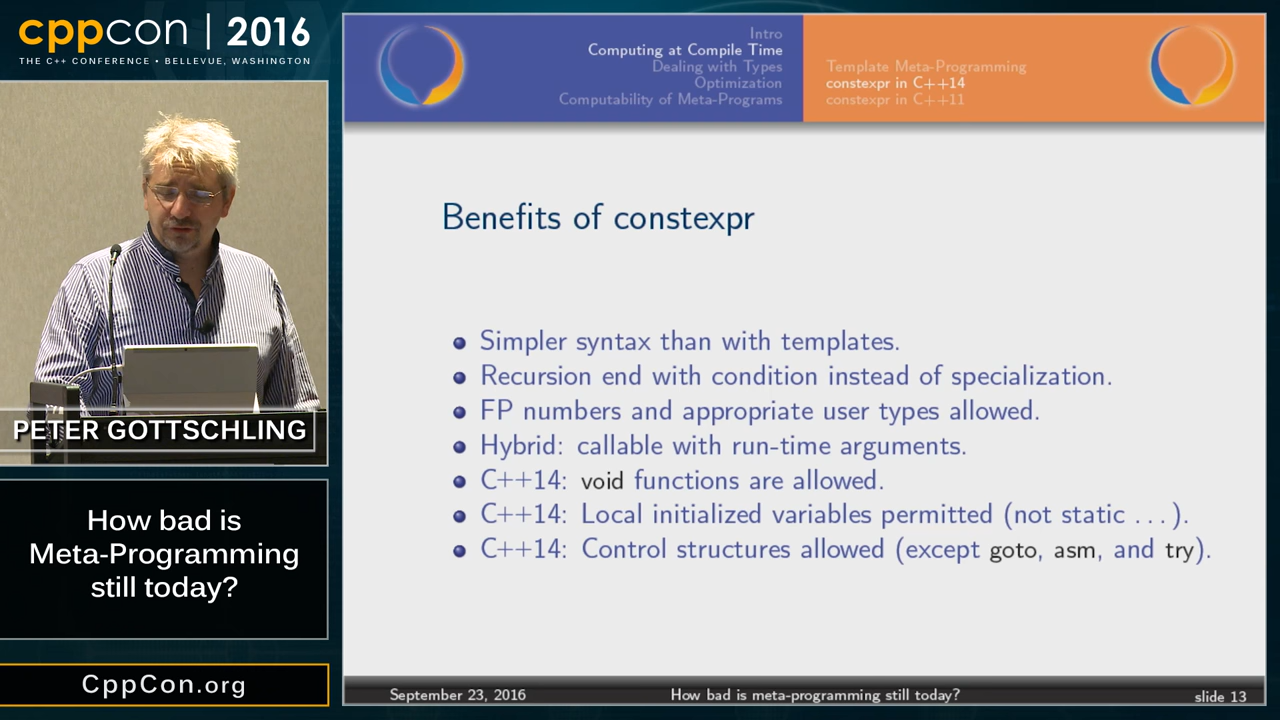 cppcon | 2016
THE C++ CONFERENCE • BELLEVUE, WASHINGTON
PETER GOTTSCHLING
How bad is
Meta-Programming
still today?
CppCon.org
Intro
Computing at Compile Time
Dealing with Types
Optimization
Computability of Meta-Programs
Template Meta-Programming
constexpr in C++14
constexpr in C++11
Benefits of constexpr
Simpler syntax than with templates.
Recursion end with condition instead of specialization.
FP numbers and appropriate user types allowed.
Hybrid: callable with run-time arguments.
C++14: void functions are allowed.
C++14: Local initialized variables permitted (not static ...).
C++14: Control structures allowed (except goto, asm, and try).
September 23, 2016
How bad is meta-programming still today?
slide 13